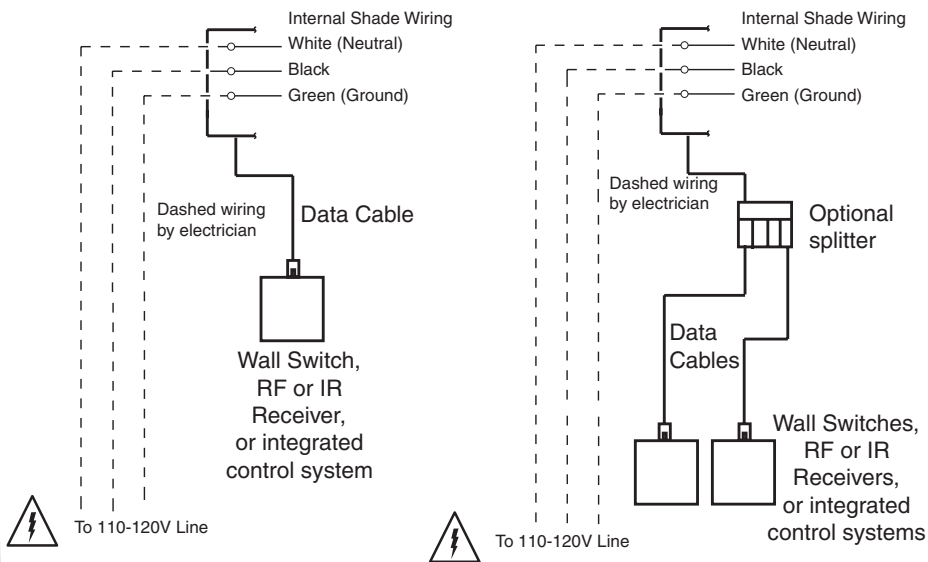 Internal Shade Wiring
White (Neutral)
Black
Green (Ground)
Dashed wiring
by electrician
Data Cable
Wall Switch,
RF or IR
Receiver,
or integrated
control system
To 110-120V Line
Internal Shade Wiring
White (Neutral)
Black
Green (Ground)
Dashed wiring
by electrician
Optional
splitter
Data
Cables
Wall Switches,
RF or IR
Receivers,
or integrated
control systems
To 110-120V Line